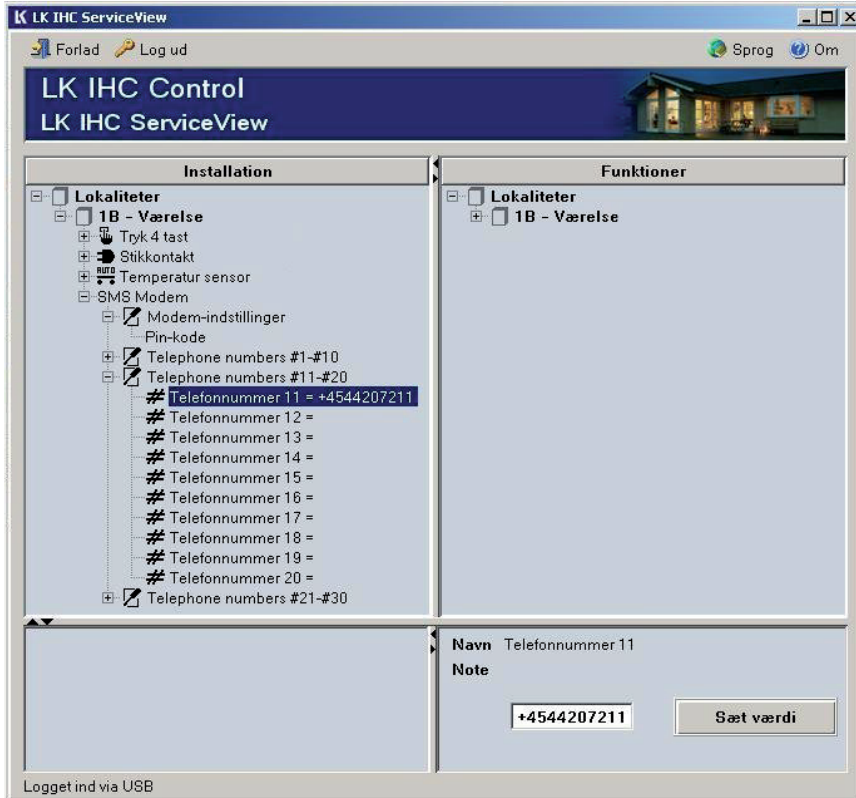 LK IHC ServiceView
Forlad Log ud Sprog Om
LK IHC Control
LK IHC ServiceView
Installation
Lokaliteter
1B - Værelse
Tryk 4 tast
Stikkontakt
AUTO Temperatur sensor
SMS Modem
Modem-indstillinger
Pin-kode
Telephone numbers #1-#10
Telephone numbers #11-#20
# Telefonnummer 11 = +4544207211
# Telefonnummer 12 =
# Telefonnummer 13 =
# Telefonnummer 14 =
# Telefonnummer 15 =
# Telefonnummer 16 =
# Telefonnummer 17 =
# Telefonnummer 18 =
# Telefonnummer 19 =
# Telefonnummer 20 =
Telephone numbers #21-#30
Funktioner
Lokaliteter
1B - Værelse
Navn Telefonnummer 11
Note
+4544207211 Sæt værdi
Logget ind via USB